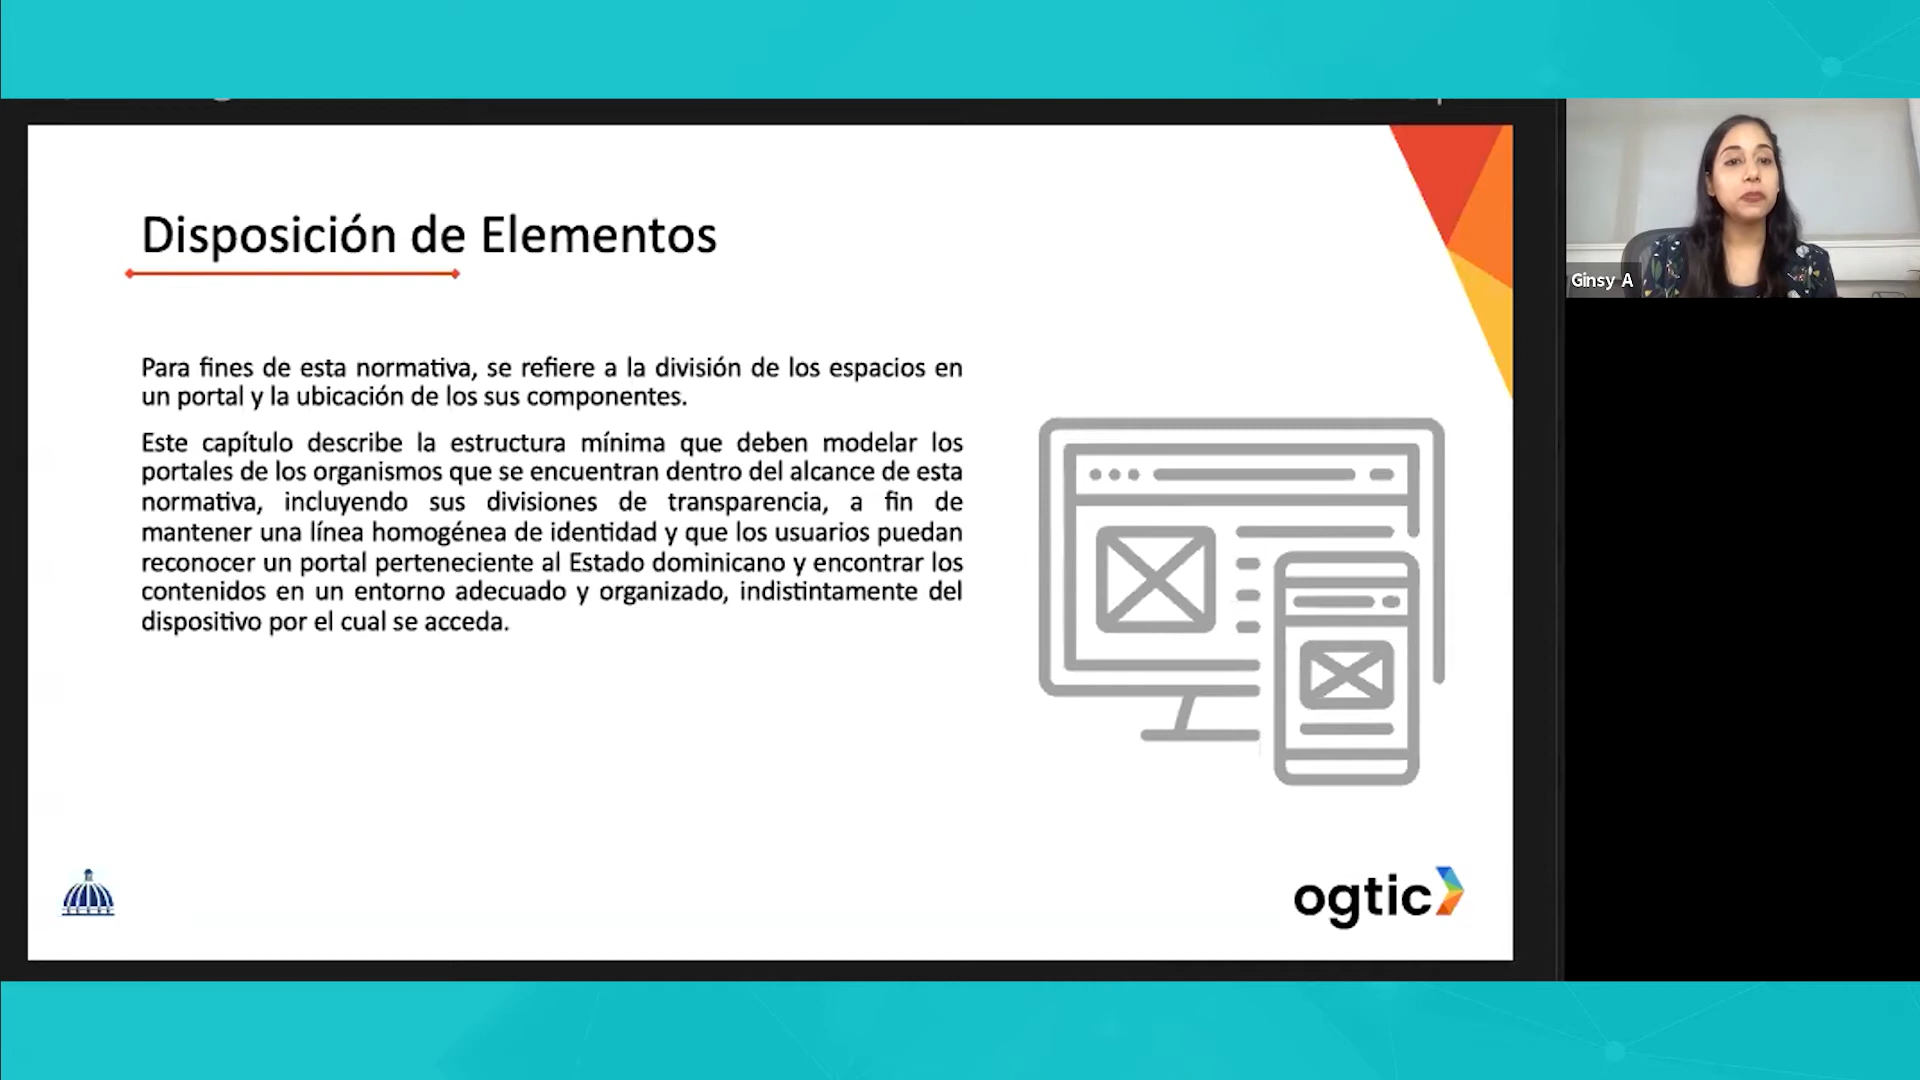 Disposición de Elementos
Para fines de esta normativa, se refiere a la división de los espacios en
un portal y la ubicación de los sus componentes.
Este capítulo describe la estructura mínima que deben modelar los
portales de los organismos que se encuentran dentro del alcance de esta
normativa, incluyendo sus divisiones de transparencia, a fin de
mantener una línea homogénea de identidad y que los usuarios puedan
reconocer un portal perteneciente al Estado dominicano y encontrar los
contenidos en un entorno adecuado y organizado, indistintamente del
dispositivo por el cual se acceda.
ogtic
Ginsy A